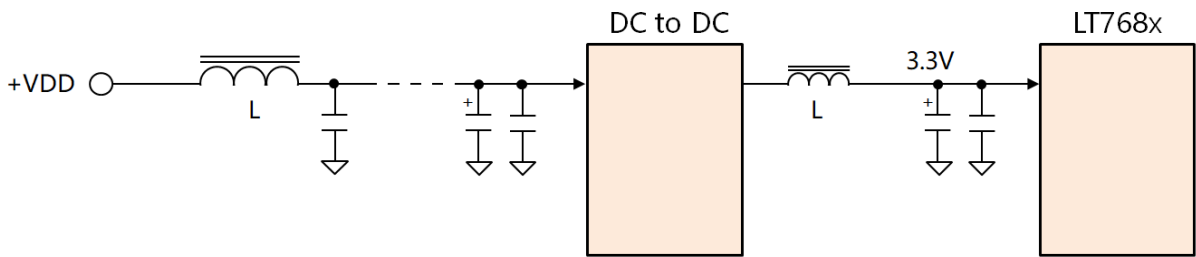 DC to DC
LT768x
+VDD
L
+
L
3.3V
+